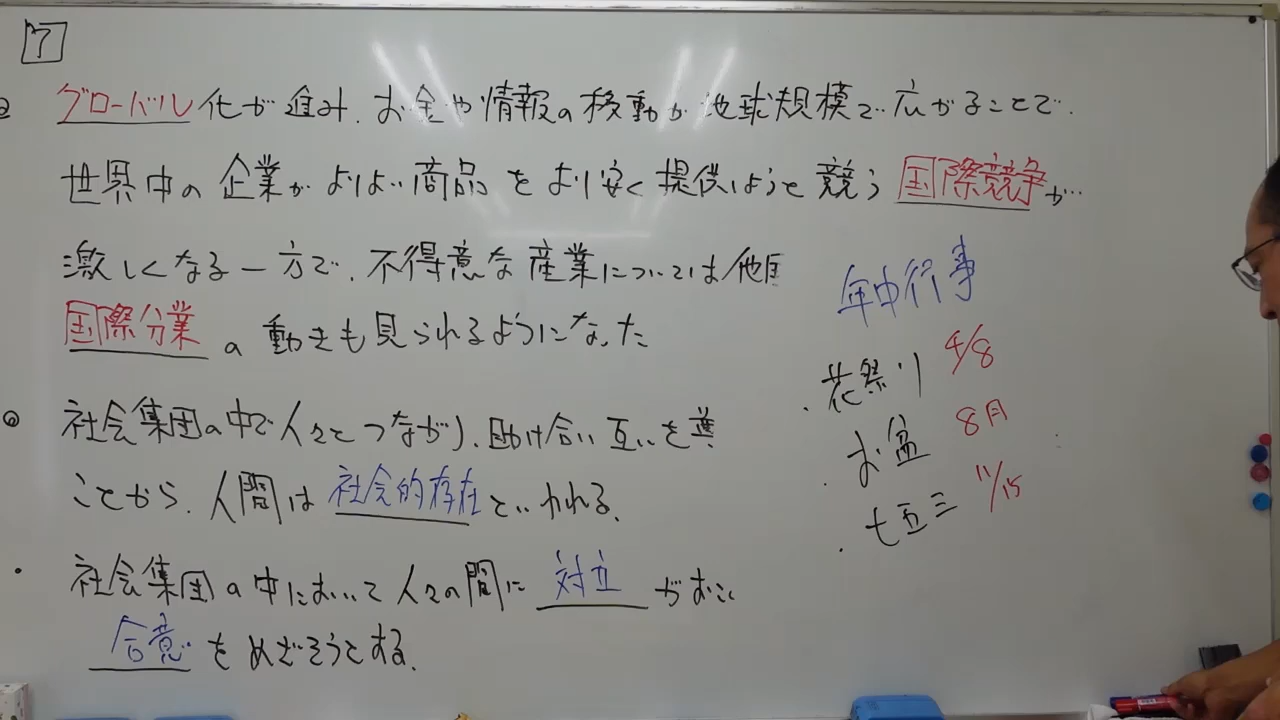 7
グローバル化が進み、お金や情報の移動が地球規模で広がることで、
世界中の企業がよりよい商品をより安く提供しようと競う国際競争が
激しくなる一方で、不得意な産業については他国
国際分業の動きも見られるようになった
社会集団の中で人々とつながり、助け合い互いを
ことから、人間は社会的存在といわれる。
・社会集団の中において人々の間に対立がおこ
合意をめざそうとする。
年中行事
・花祭り 4/8
・お盆 8月
・七五三 11/15